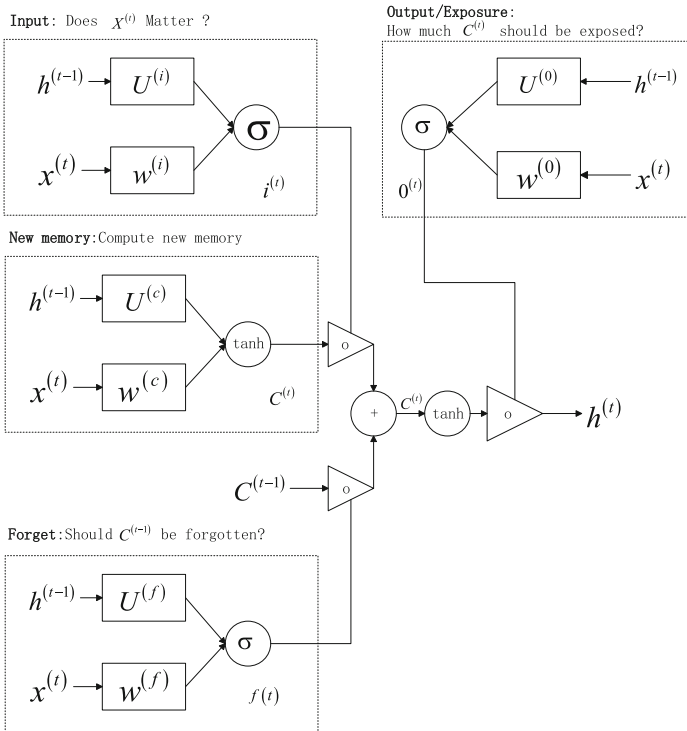 Input: Does X^(t) Matter ?
h^(t−1)
U^(i)
σ
x^(t)
w^(i)
i^(t)
Output/Exposure:
How much C^(t) should be exposed?
U^(0)
h^(t−1)
σ
w^(0)
x^(t)
0^(t)
New memory:Compute new memory
h^(t−1)
U^(c)
tanh
x^(t)
w^(c)
C^(t)
o
+
C^(t)
tanh
o
h^(t)
C^(t−1)
o
Forget:Should C^(t−1) be forgotten?
h^(t−1)
U^(f)
σ
x^(t)
w^(f)
f(t)